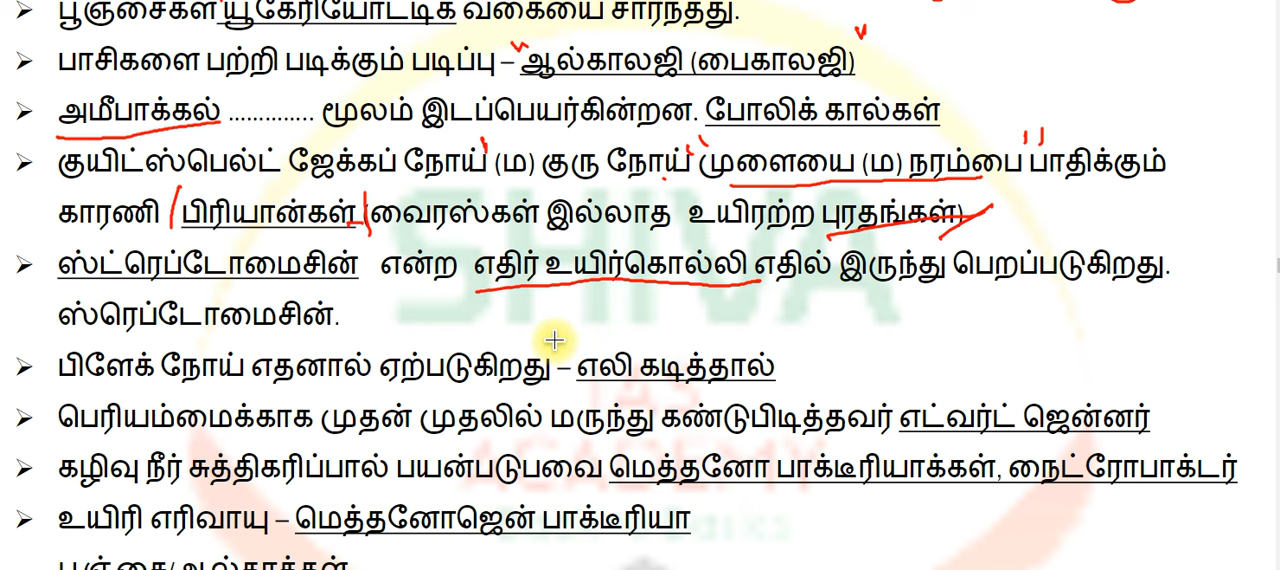 பூஞ்சைகள் யூகேரியோட்டிக் வகையை சார்ந்தது.
➢ பாசிகளை பற்றி படிக்கும் படிப்பு – ஆல்காலஜி (பைகாலஜி)
➢ அமீபாக்கல் .............. மூலம் இடப்பெயர்கின்றன. போலிக் கால்கள்
➢ குயிட்ஸ்பெல்ட் ஜேக்கப் நோய் (ம) குரு நோய் முளையை (ம) நரம்பை பாதிக்கும்
காரணி பிரியான்கள் (வைரஸ்கள் இல்லாத உயிரற்ற புரதங்கள்)
➢ ஸ்ட்ரெப்டோமைசின் என்ற எதிர் உயிர்கொல்லி எதில் இருந்து பெறப்படுகிறது.
ஸ்ரெப்டோமைசின்.
➢ பிளேக் நோய் எதனால் ஏற்படுகிறது – எலி கடித்தால்
➢ பெரியம்மைக்காக முதன் முதலில் மருந்து கண்டுபிடித்தவர் எட்வர்ட் ஜென்னர்
➢ கழிவு நீர் சுத்திகரிப்பால் பயன்படுபவை மெத்தனோ பாக்டீரியாக்கள், நைட்ரோபாக்டர்
➢ உயிரி எரிவாயு – மெத்தனோஜென் பாக்டீரியா
SHIVA
IAS
ACADEMY